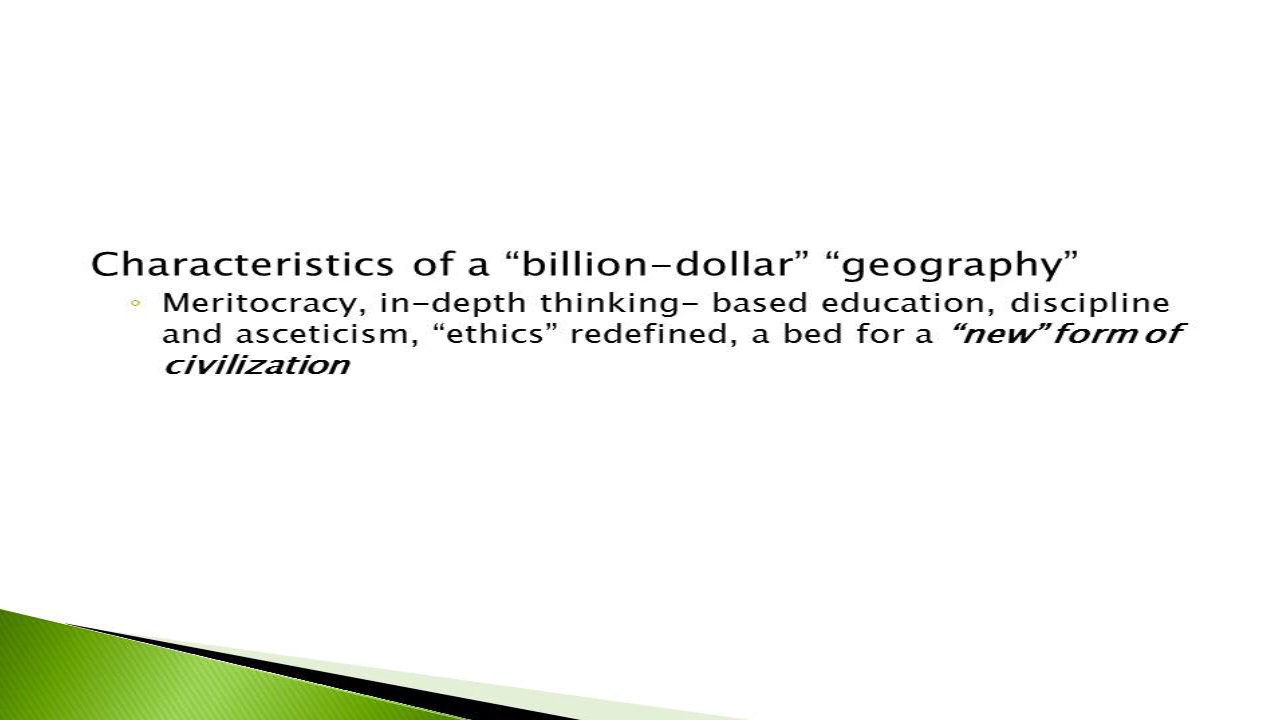 Characteristics of a “billion-dollar” “geography”
◦ Meritocracy, in-depth thinking- based education, discipline
and asceticism, “ethics” redefined, a bed for a “new” form of
civilization